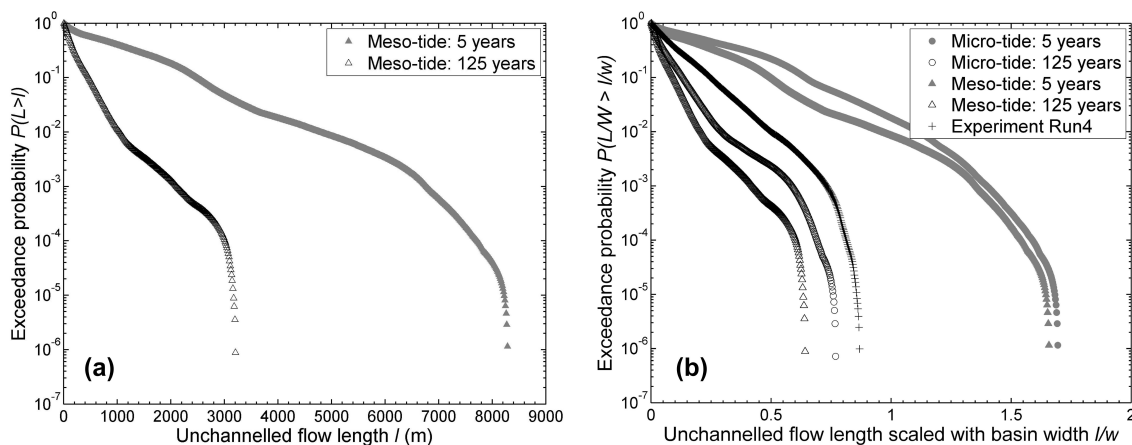 Exceedance probability P(L>l)
10⁰
10⁻¹
10⁻²
10⁻³
10⁻⁴
10⁻⁵
10⁻⁶
10⁻⁷
Meso-tide: 5 years
Meso-tide: 125 years
(a)
0 1000 2000 3000 4000 5000 6000 7000 8000 9000
Unchannelled flow length l (m)
Exceedance probability P(L/W > l/w)
10⁰
10⁻¹
10⁻²
10⁻³
10⁻⁴
10⁻⁵
10⁻⁶
10⁻⁷
Micro-tide: 5 years
Micro-tide: 125 years
Meso-tide: 5 years
Meso-tide: 125 years
Experiment Run4
(b)
0 0.5 1 1.5 2
Unchannelled flow length scaled with basin width l/w